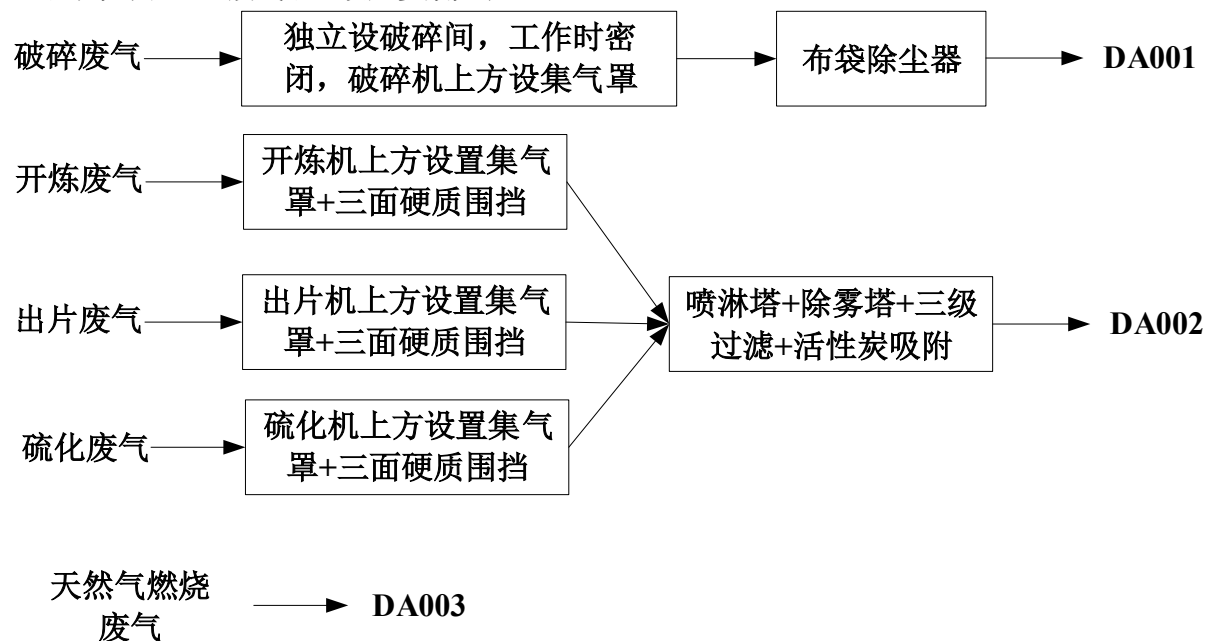 破碎废气
独立设破碎间，工作时密
闭，破碎机上方设集气罩
布袋除尘器
DA001
开炼废气
开炼机上方设置集气
罩+三面硬质围挡
出片废气
出片机上方设置集气
罩+三面硬质围挡
喷淋塔+除雾塔+三级
过滤+活性炭吸附
DA002
硫化废气
硫化机上方设置集气
罩+三面硬质围挡
天然气燃烧
废气
DA003